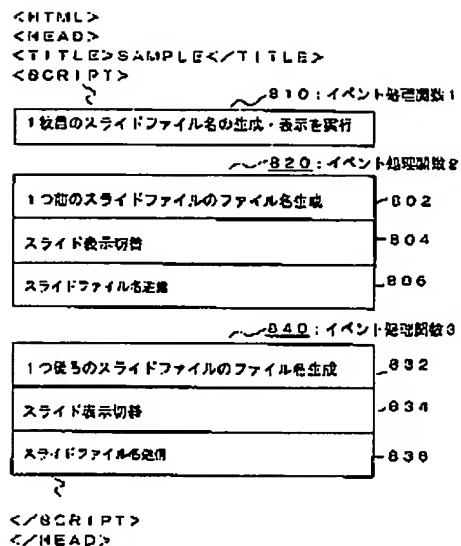 <HTML>
<HEAD>
<TITLE>SAMPLE</TITLE>
<SCRIPT>
810:イベント処理関数1
1枚目のスライドファイル名の生成・表示を実行
820:イベント処理関数2
1つ前のスライドファイルのファイル名生成
802
スライド表示切替
804
スライドファイル名送信
806
840:イベント処理関数3
1つ後ろのスライドファイルのファイル名生成
832
スライド表示切替
834
スライドファイル名送信
836
</SCRIPT>
</HEAD>